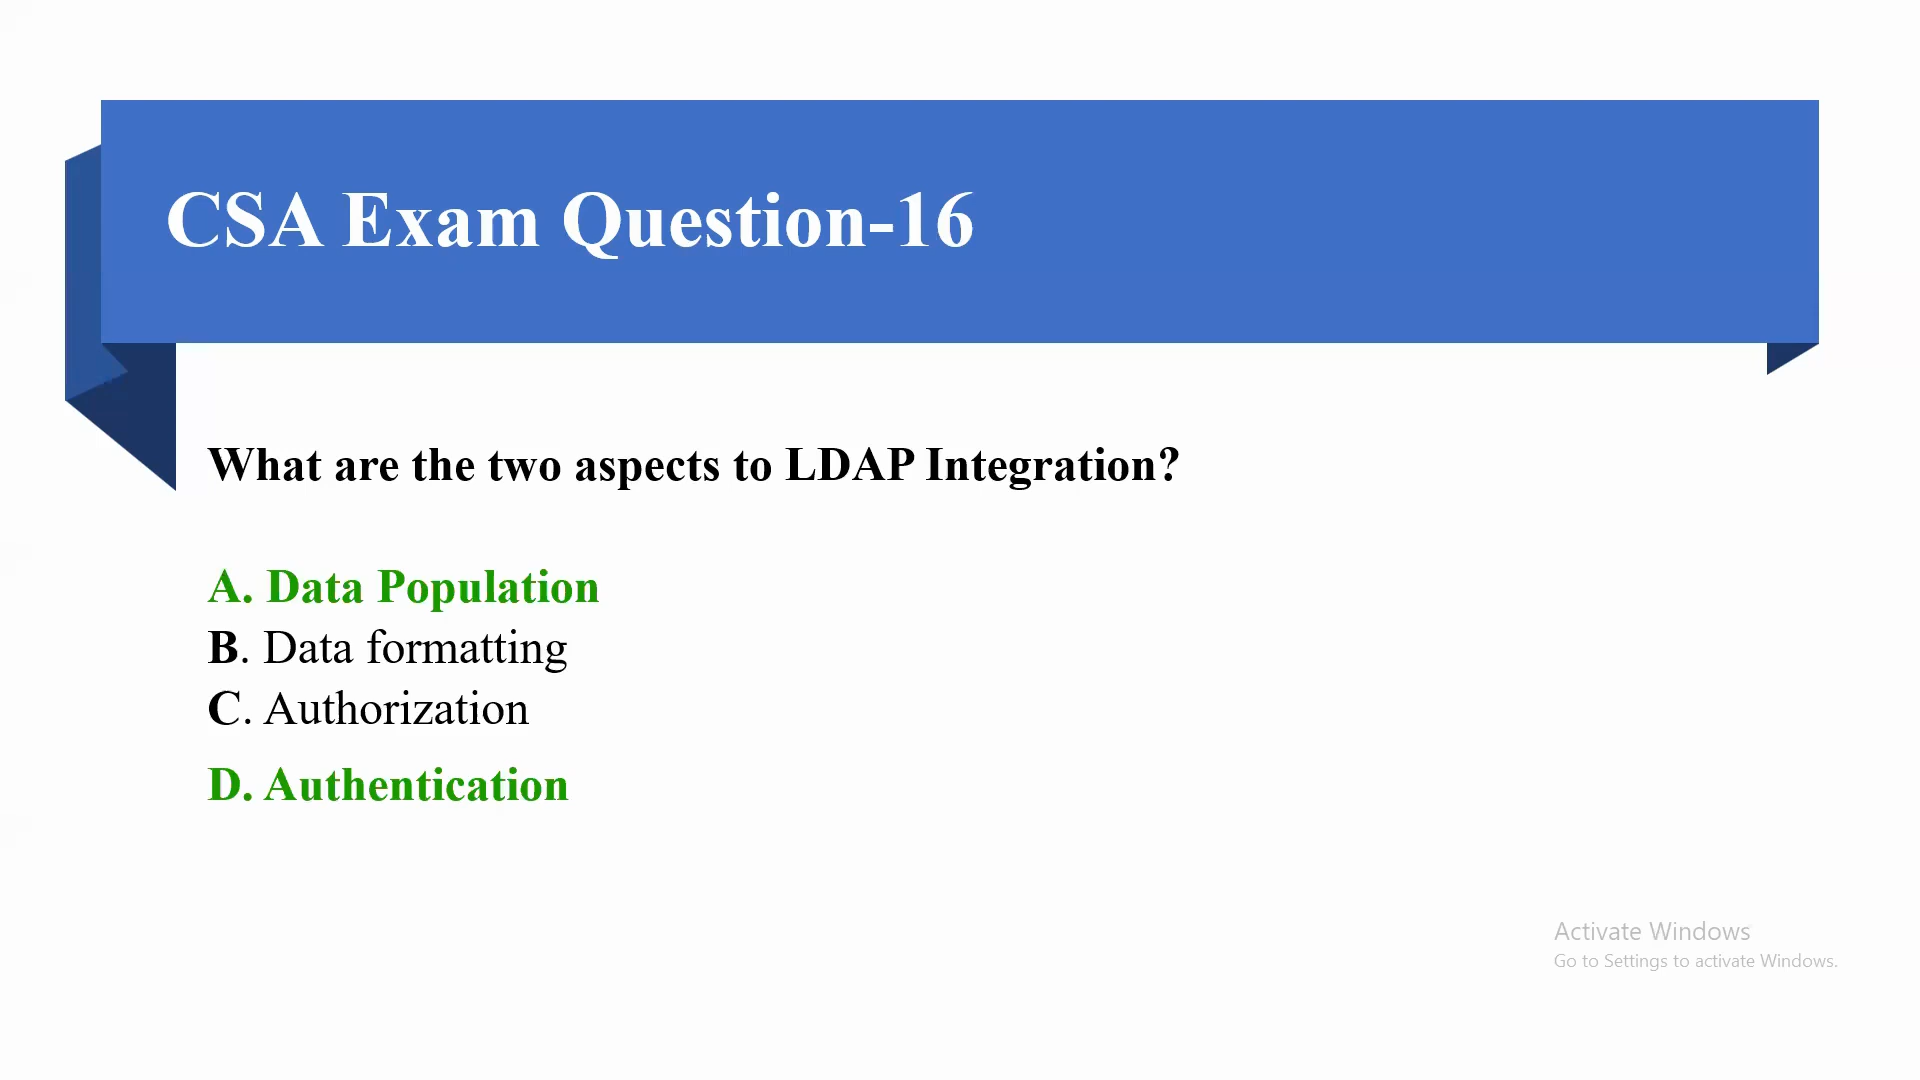 CSA Exam Question-16
What are the two aspects to LDAP Integration?
A. Data Population
B. Data formatting
C. Authorization
D. Authentication
Activate Windows
Go to Settings to activate Windows.